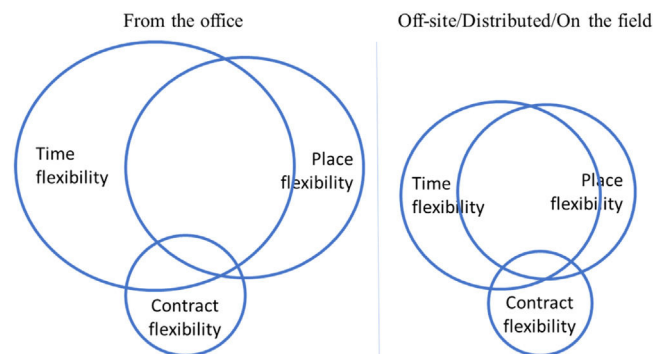 From the office
Time
flexibility
Place
flexibility
Contract
flexibility
Off-site/Distributed/On the field
Time
flexibility
Place
flexibility
Contract
flexibility